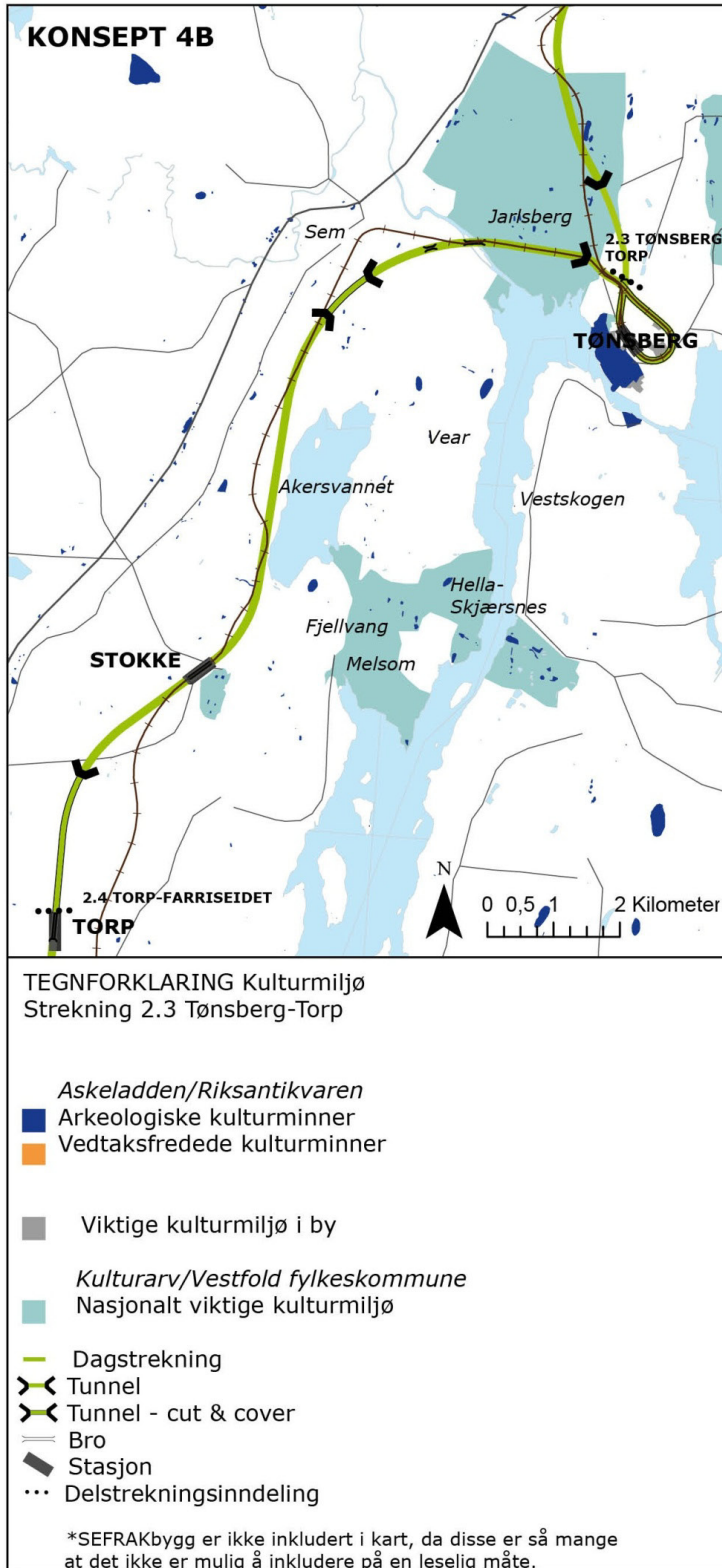 KONSEPT 4B
Jarlsberg
Sem
2.3 TØNSBERG
TORP
TØNSBERG
Vear
Akersvannet
Vestskogen
Hella-
Skjærsnes
Fjellvang
STOKKE
Melsom
N
2.4 TORP-FARRISEIDET
TORP
0 0,5 1 2 Kilometer
TEGNFORKLARING Kulturmiljø
Strekning 2.3 Tønsberg-Torp
Askeladden/Riksantikvaren
Arkeologiske kulturminner
Vedtaksfredede kulturminner
Viktige kulturmiljø i by
Kulturarv/Vestfold fylkeskommune
Nasjonalt viktige kulturmiljø
Dagstrekning
Tunnel
Tunnel - cut & cover
Bro
Stasjon
Delstrekningsinndeling
*SEFRAKbygg er ikke inkludert i kart, da disse er så mange
at det ikke er mulig å inkludere på en leselig måte.